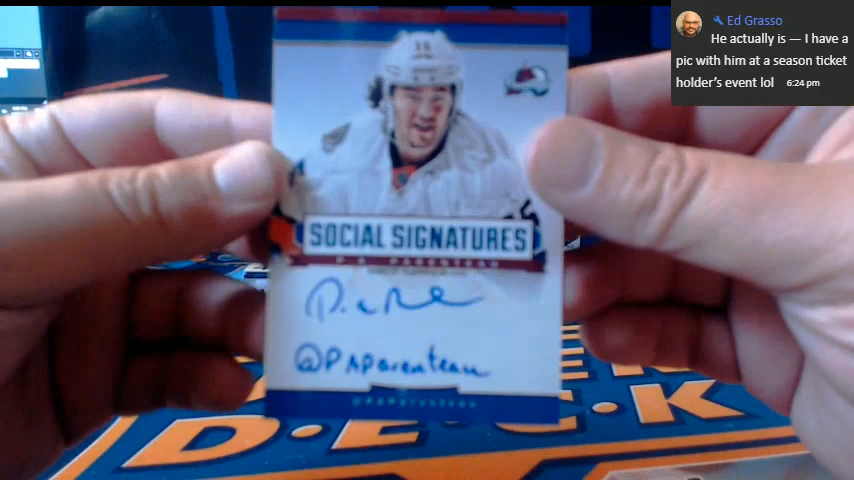 Ed Grasso
He actually is — I have a
pic with him at a season ticket
holder's event lol 6:24 pm
SOCIAL SIGNATURES
P. A. PARENTEAU
@PAParenteau
D·E·C·K